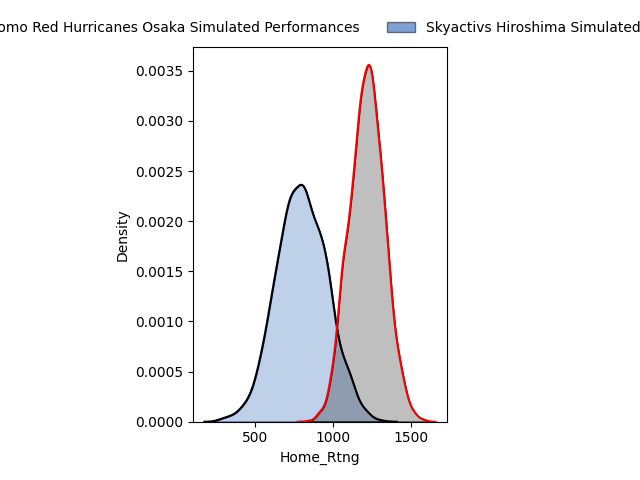 Red Hurricanes Osaka Simulated Performances Skyactivs Hiroshima Simulated
0.0035
0.0030
0.0025
0.0020
0.0015
0.0010
0.0005
0.0000
Density
500 1000 1500
Home_Rtng